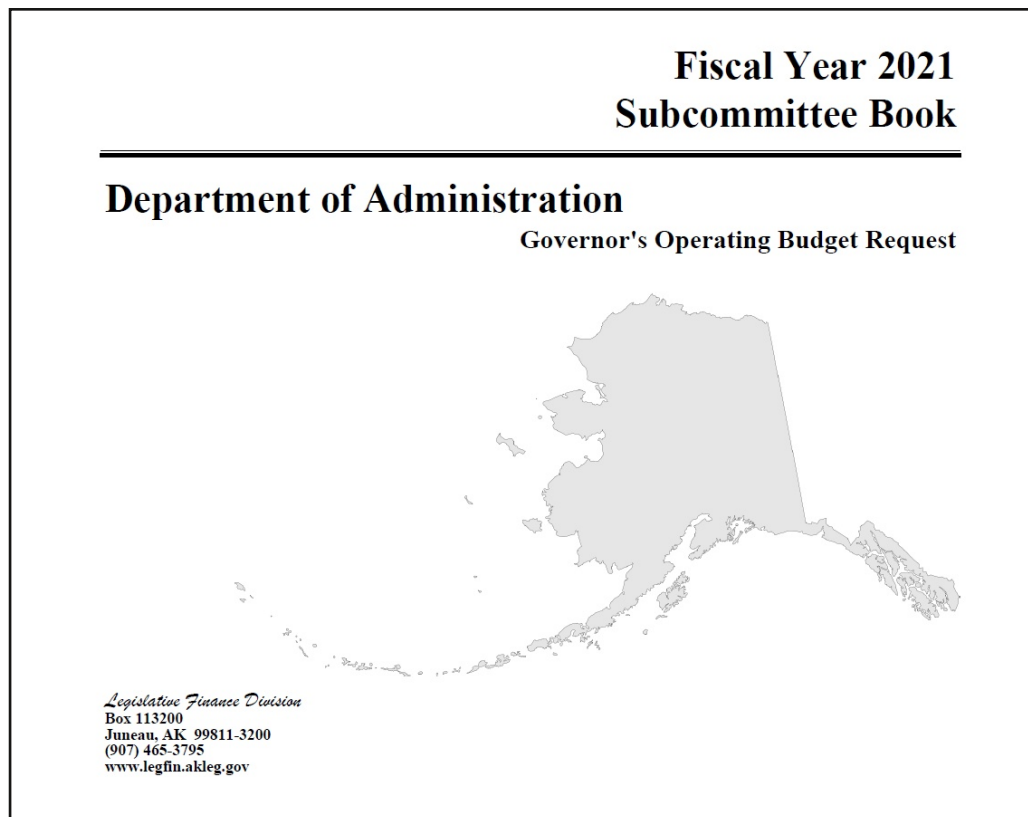 Fiscal Year 2021
Subcommittee Book
Department of Administration
Governor's Operating Budget Request
Legislative Finance Division
Box 113200
Juneau, AK 99811-3200
(907) 465-3795
www.legfin.akleg.gov